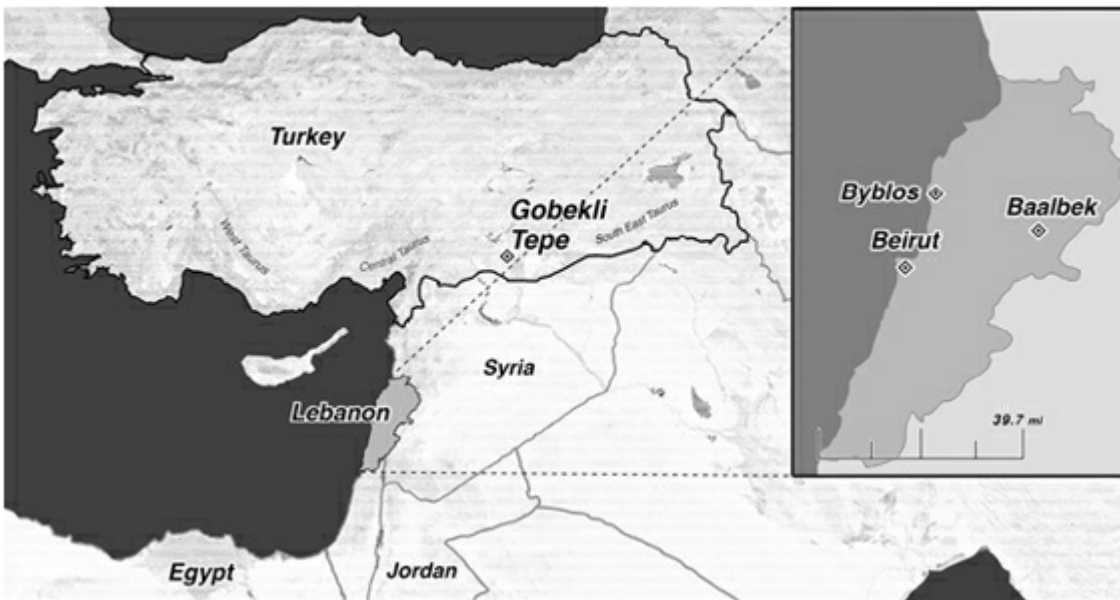 Turkey
West Taurus
Central Taurus
Gobekli
Tepe
South East Taurus
Syria
Lebanon
Egypt
Jordan
Byblos
Beirut
Baalbek
39.7 mi